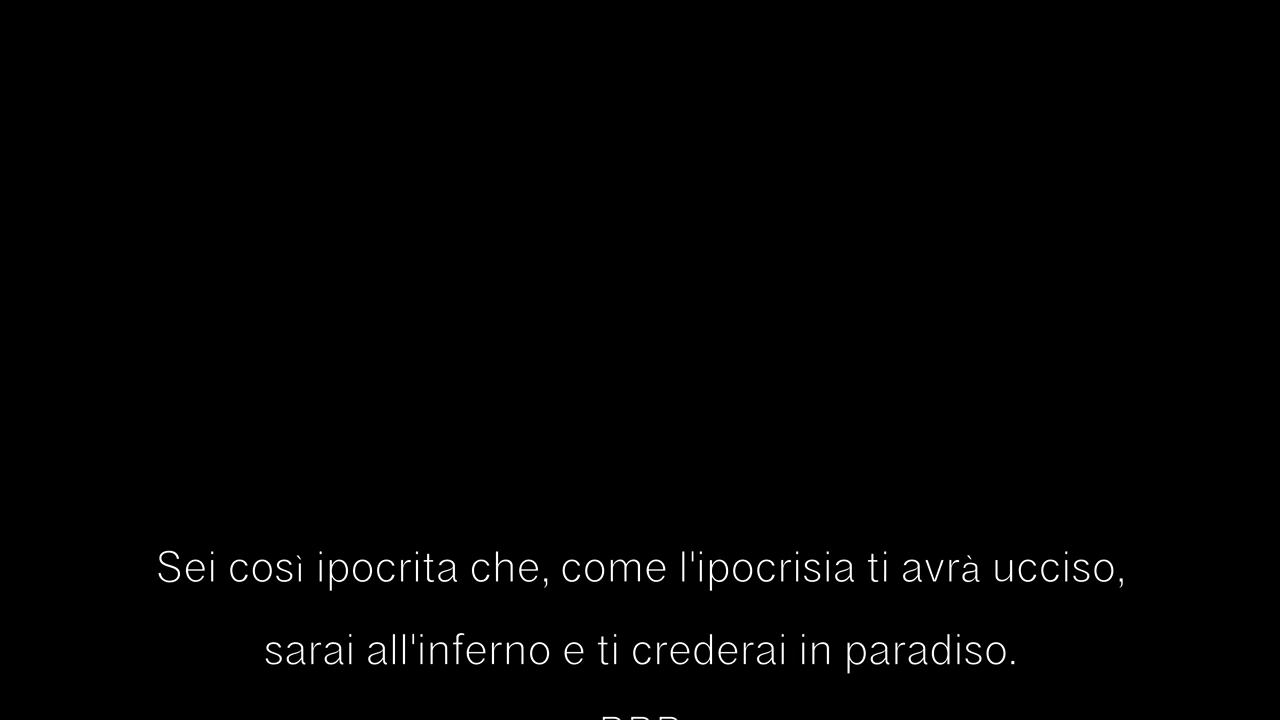 Sei così ipocrita che, come l'ipocrisia ti avrà ucciso,
sarai all'inferno e ti crederai in paradiso.